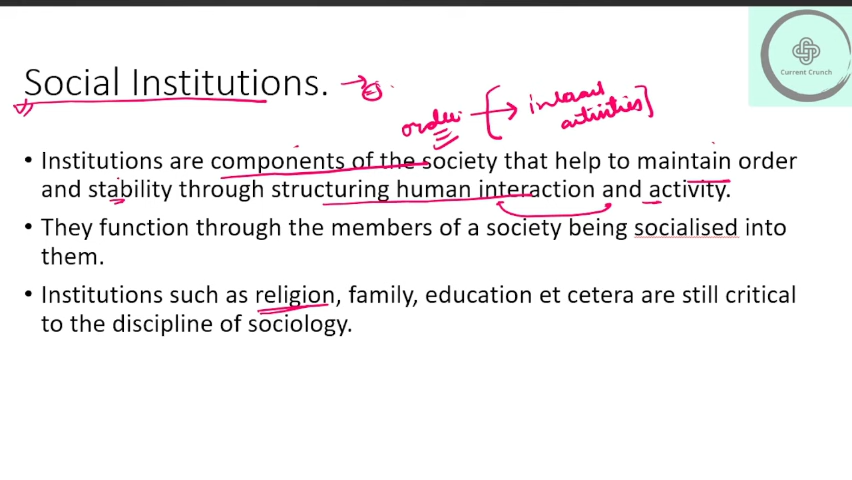 Current Crunch
Social Institutions.
order
activities
• Institutions are components of the society that help to maintain order
and stability through structuring human interaction and activity.
• They function through the members of a society being socialised into
them.
• Institutions such as religion, family, education et cetera are still critical
to the discipline of sociology.